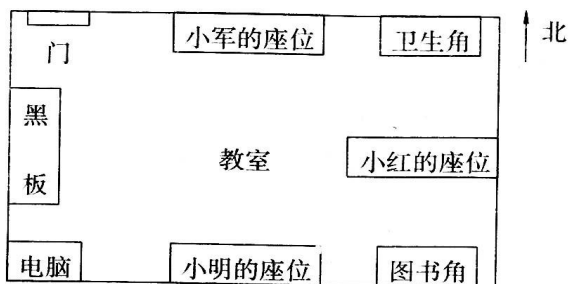 小军的座位 卫生角 北
门
黑
教室 小红的座位
板
电脑 小明的座位 图书角